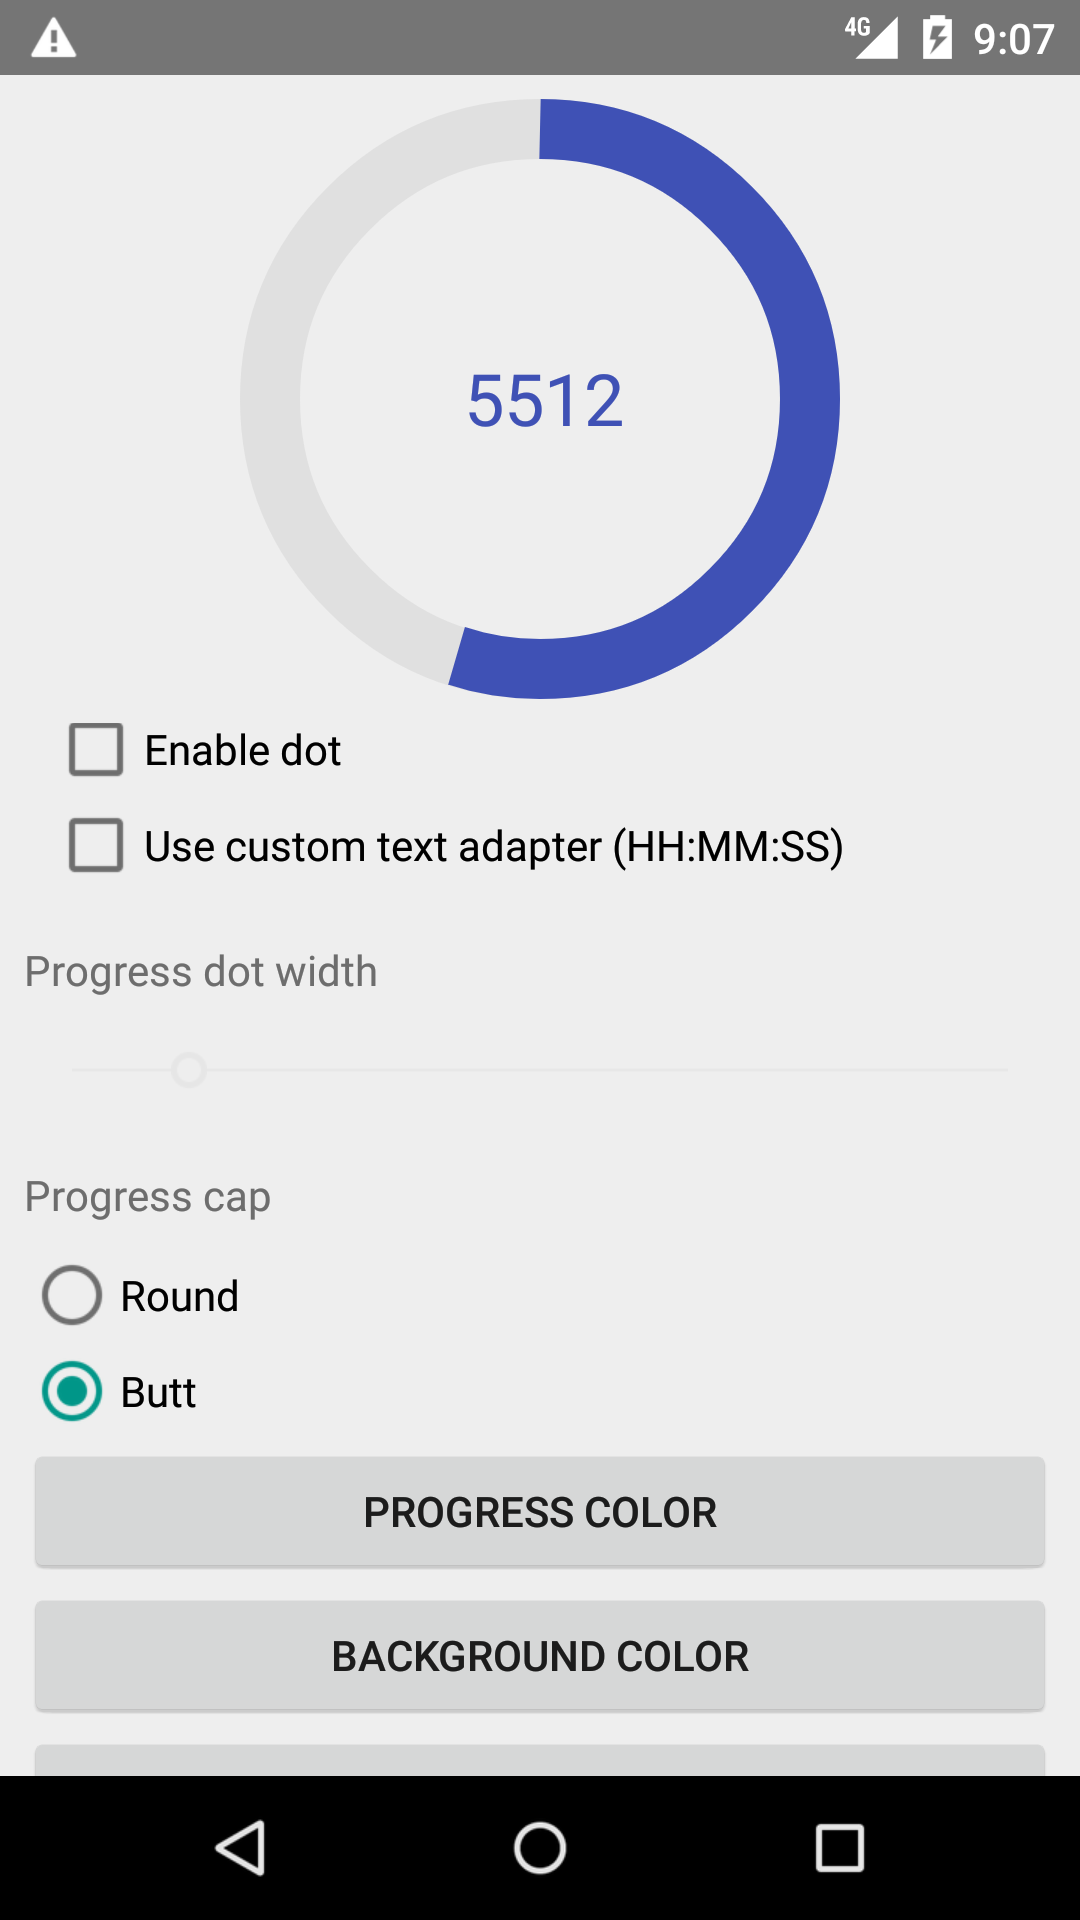 4G 9:07
5512
Enable dot
Use custom text adapter (HH:MM:SS)
Progress dot width
Progress cap
Round
Butt
PROGRESS COLOR
BACKGROUND COLOR